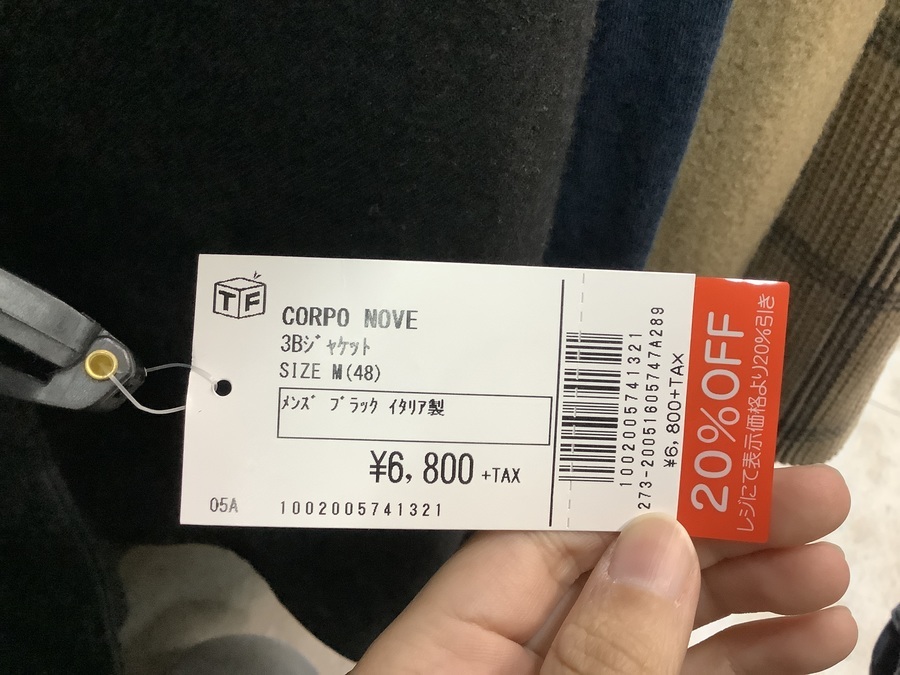 TF
CORPO NOVE
3Bｼﾞｬｹｯﾄ
SIZE M(48)
ﾒﾝｽﾞ ﾌﾞﾗｯｸ ｲﾀﾘｱ製
¥6,800 +TAX
05A
1002005741321
1002005741321
273-200516057​47A289
¥6,800+TAX
20%OFF
レジにて表示価格より20%引き